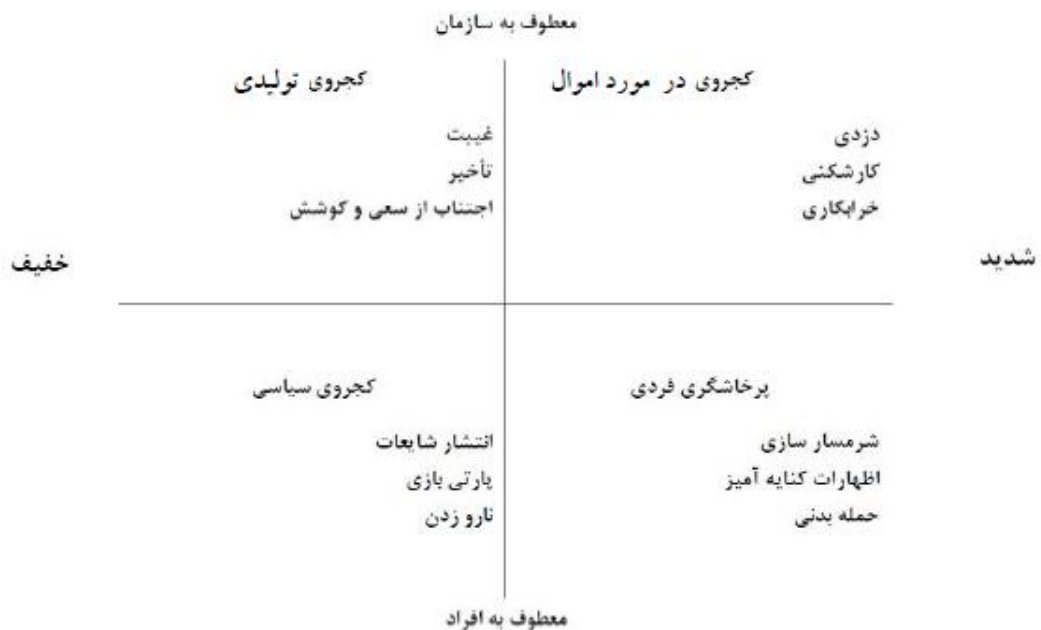 معطوف به سازمان
کجروی در مورد اموال
دزدی
کارشکنی
خرابکاری
کجروی تولیدی
غیبت
تأخیر
اجتناب از سعی و کوشش
شدید
خفیف
پرخاشگری فردی
شرمسار سازی
اظهارات کنایه آمیز
حمله بدنی
کجروی سیاسی
انتشار شایعات
پارتی بازی
نارو زدن
معطوف به افراد